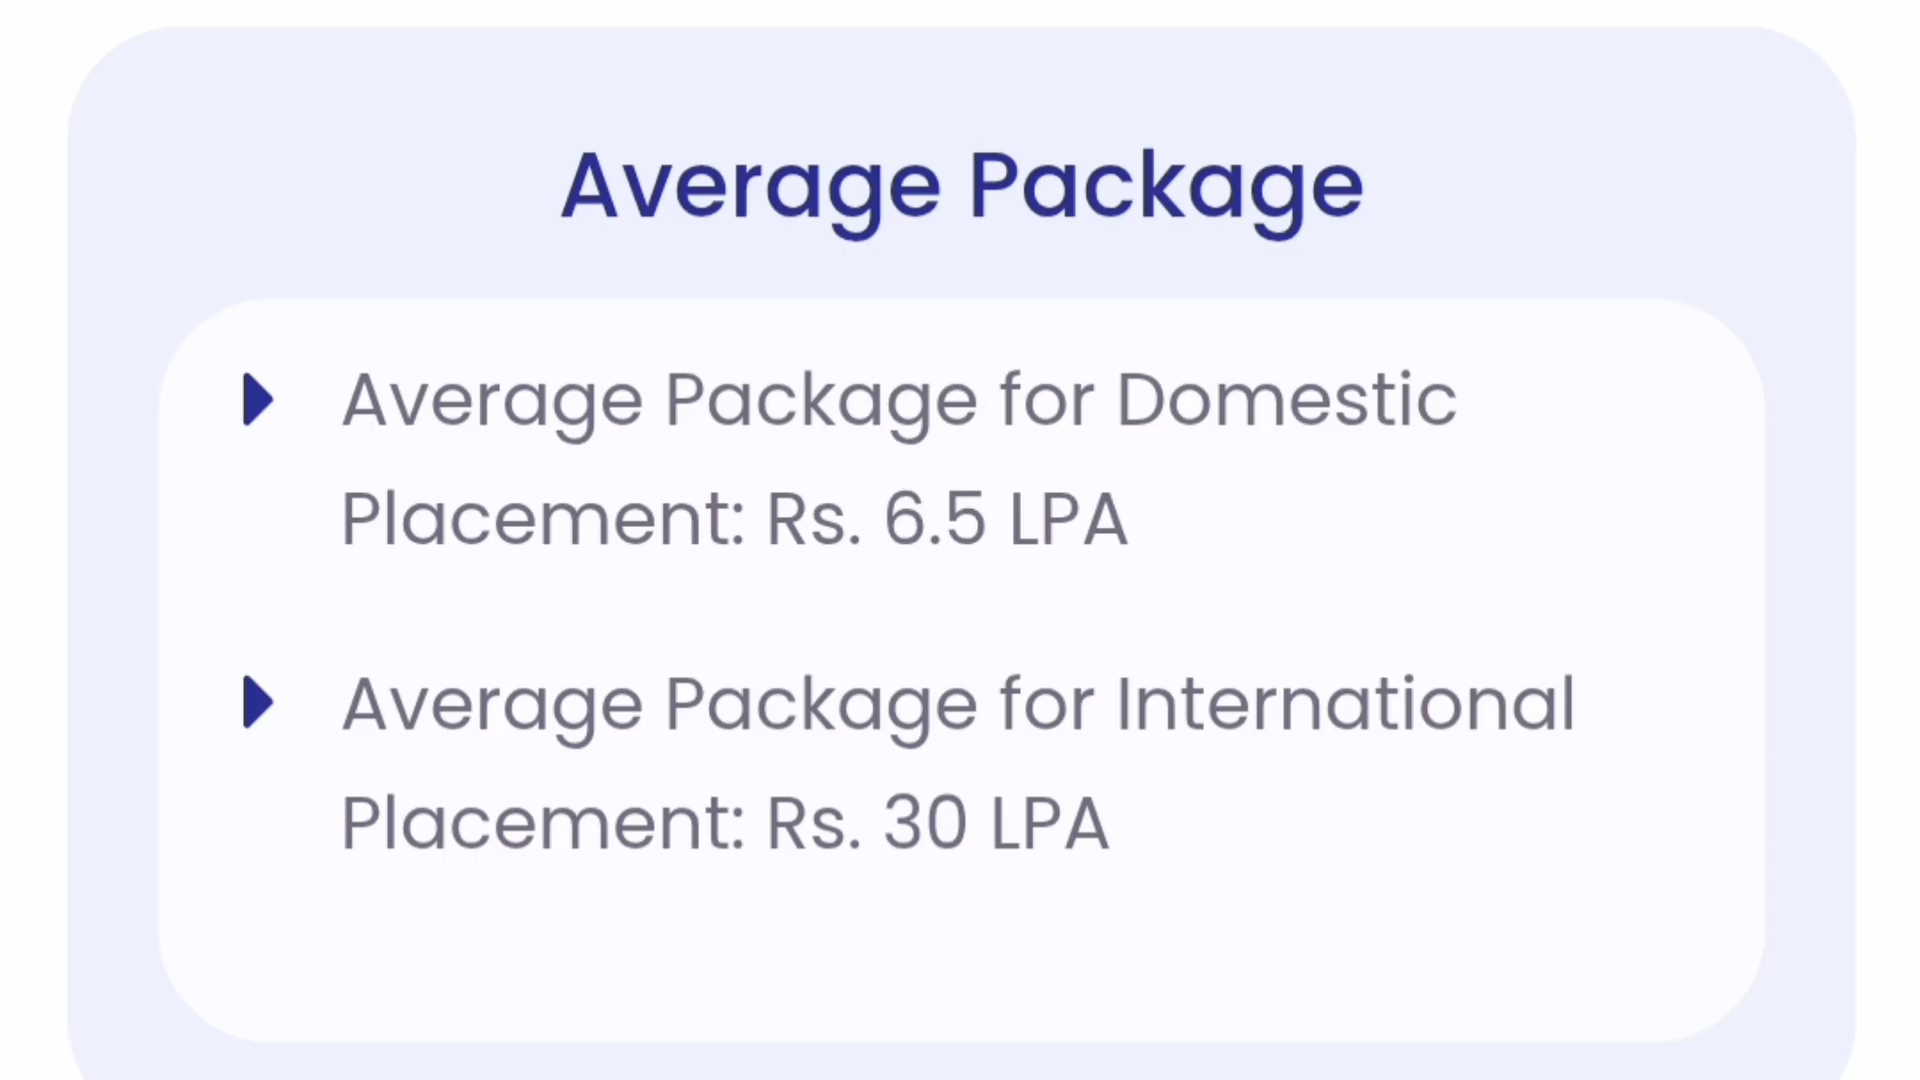 Average Package
Average Package for Domestic
Placement: Rs. 6.5 LPA
Average Package for International
Placement: Rs. 30 LPA